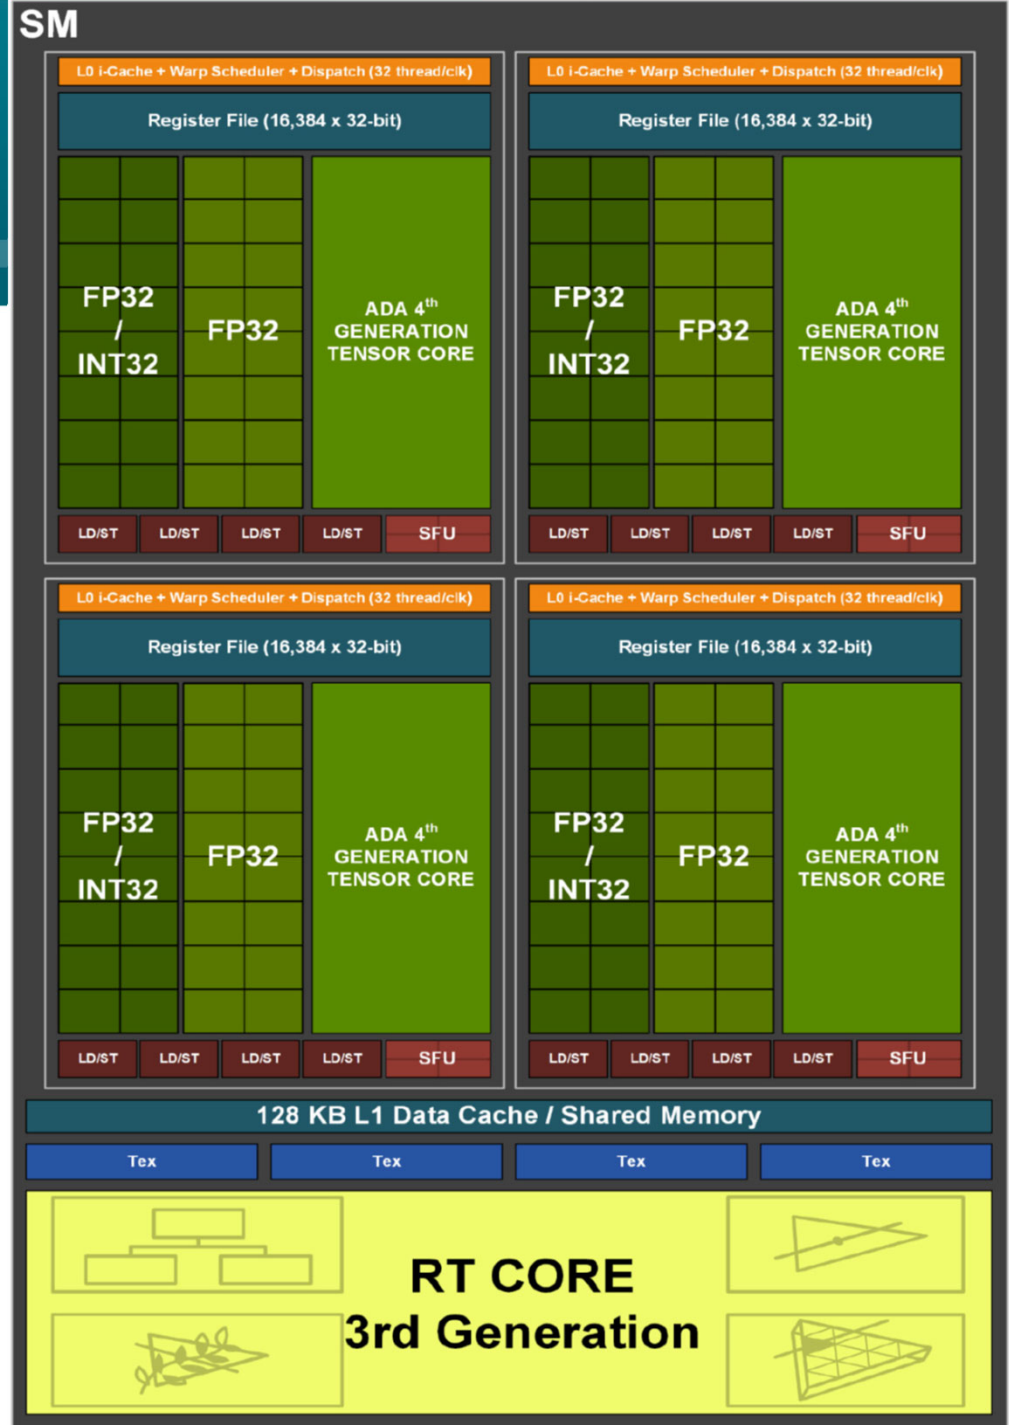 SM
L0 i-Cache + Warp Scheduler + Dispatch (32 thread/clk)
Register File (16,384 x 32-bit)
FP32
/
INT32
FP32
ADA 4th
GENERATION
TENSOR CORE
LD/ST
LD/ST
LD/ST
LD/ST
SFU
L0 i-Cache + Warp Scheduler + Dispatch (32 thread/clk)
Register File (16,384 x 32-bit)
FP32
/
INT32
FP32
ADA 4th
GENERATION
TENSOR CORE
LD/ST
LD/ST
LD/ST
LD/ST
SFU
L0 i-Cache + Warp Scheduler + Dispatch (32 thread/clk)
Register File (16,384 x 32-bit)
FP32
/
INT32
FP32
ADA 4th
GENERATION
TENSOR CORE
LD/ST
LD/ST
LD/ST
LD/ST
SFU
L0 i-Cache + Warp Scheduler + Dispatch (32 thread/clk)
Register File (16,384 x 32-bit)
FP32
/
INT32
FP32
ADA 4th
GENERATION
TENSOR CORE
LD/ST
LD/ST
LD/ST
LD/ST
SFU
128 KB L1 Data Cache / Shared Memory
Tex
Tex
Tex
Tex
RT CORE
3rd Generation